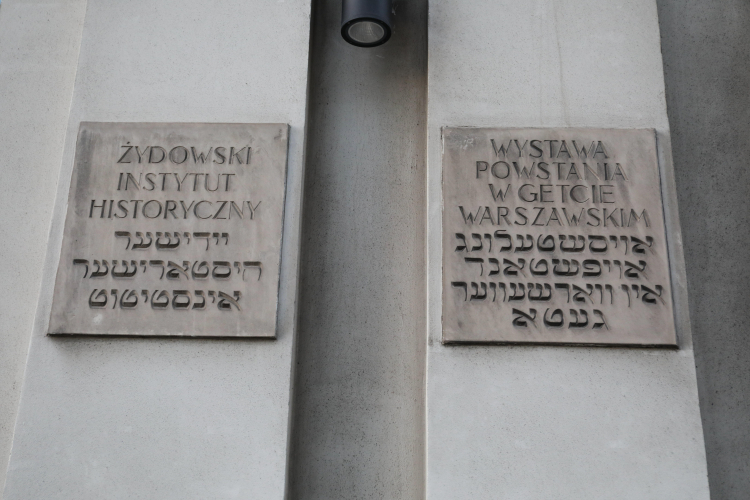 ŻYDOWSKI
INSTYTUT
HISTORYCZNY
יידישער
היסטארישער
אינסטיטוט
WYSTAWA
POWSTANIA
W GETCIE
WARSZAWSKIM
אויסשטעלונג
אויפשטאנד
אין ווארשעווער
געטא